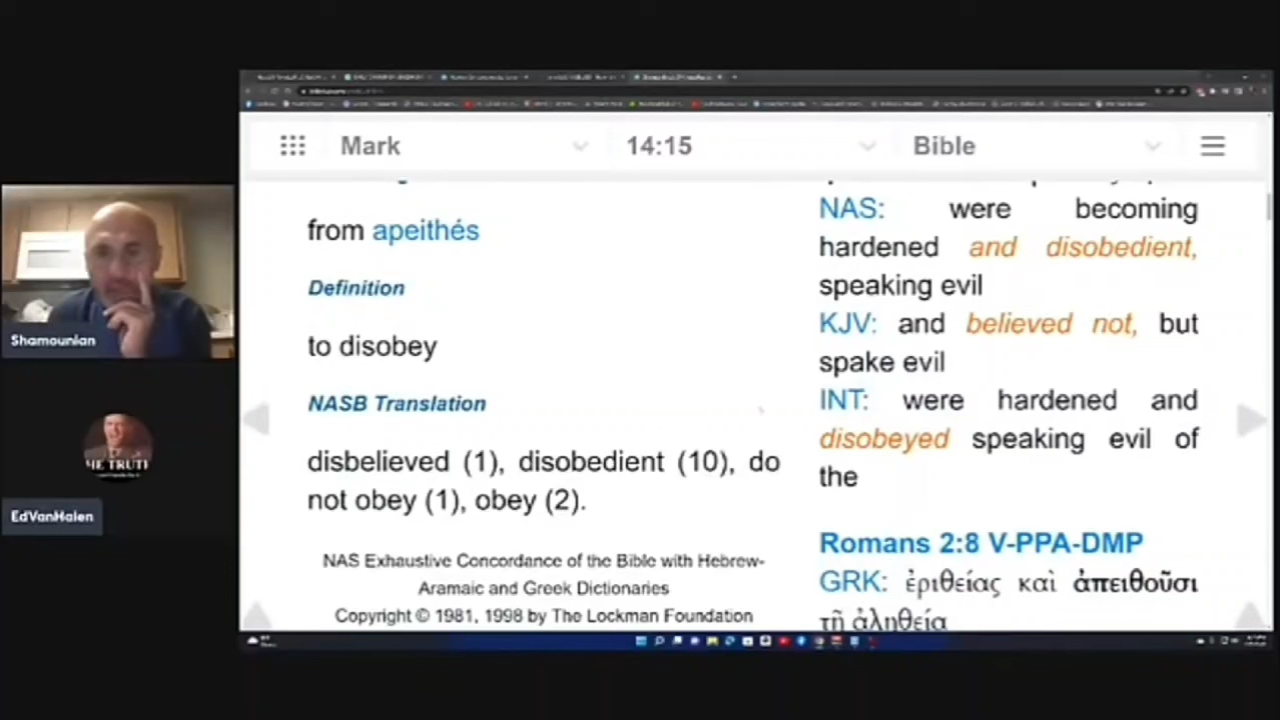 Mark
14:15
Bible
from apeithés
Definition
to disobey
NASB Translation
disbelieved (1), disobedient (10), do
not obey (1), obey (2).
NAS Exhaustive Concordance of the Bible with Hebrew-
Aramaic and Greek Dictionaries
Copyright © 1981, 1998 by The Lockman Foundation
NAS: were becoming
hardened and disobedient,
speaking evil
KJV: and believed not, but
spake evil
INT: were hardened and
disobeyed speaking evil of
the
Romans 2:8 V-PPA-DMP
GRK: ἐριθείας καὶ ἀπειθοῦσι
τῇ ἀληθείᾳ
Shamounian
HE TRUTH
EdVanHalen